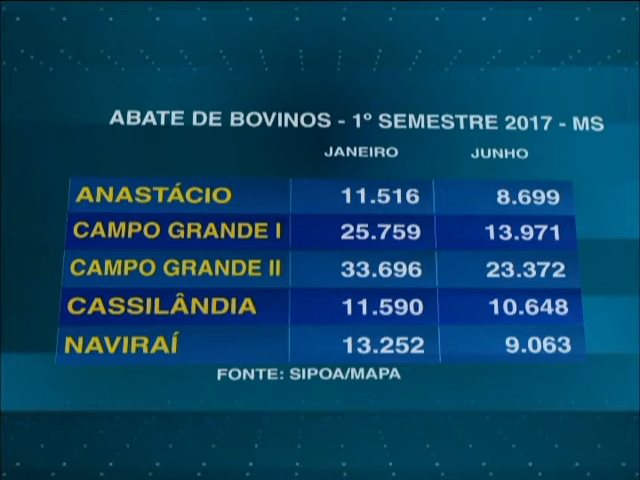 ABATE DE BOVINOS - 1º SEMESTRE 2017 - MS
JANEIRO JUNHO
ANASTÁCIO 11.516 8.699
CAMPO GRANDE I 25.759 13.971
CAMPO GRANDE II 33.696 23.372
CASSILÂNDIA 11.590 10.648
NAVIRAÍ 13.252 9.063
FONTE: SIPOA/MAPA